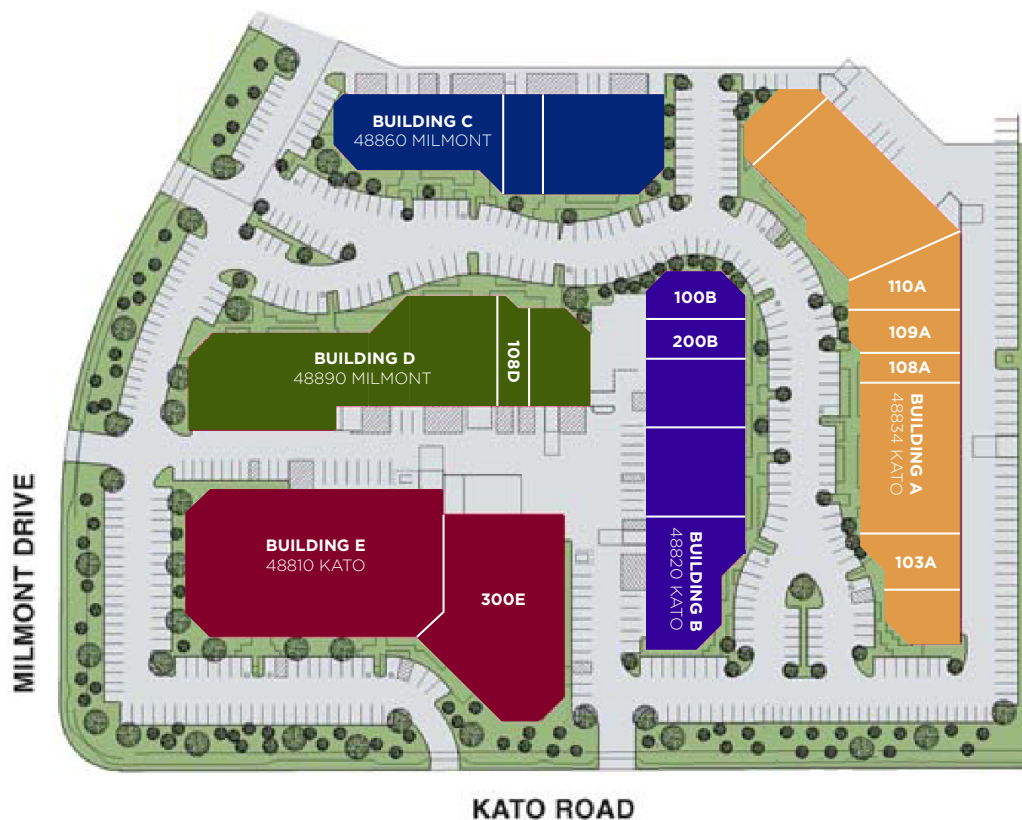 BUILDING C
48860 MILMONT
110A
100B
109A
200B
108A
BUILDING D
48890 MILMONT
108D
BUILDING A
48834 KATO
BUILDING E
48810 KATO
BUILDING B
48820 KATO
103A
300E
MILMONT DRIVE
KATO ROAD